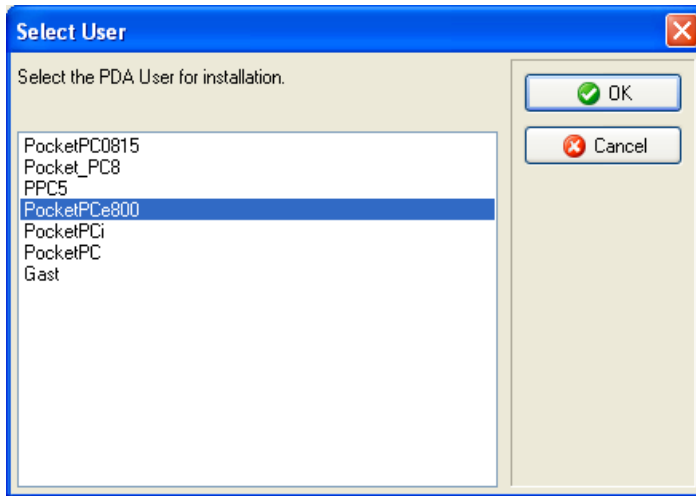 Select User
Select the PDA User for installation.
OK
Cancel
PocketPC0815
Pocket_PC8
PPC5
PocketPCe800
PocketPCi
PocketPC
Gast